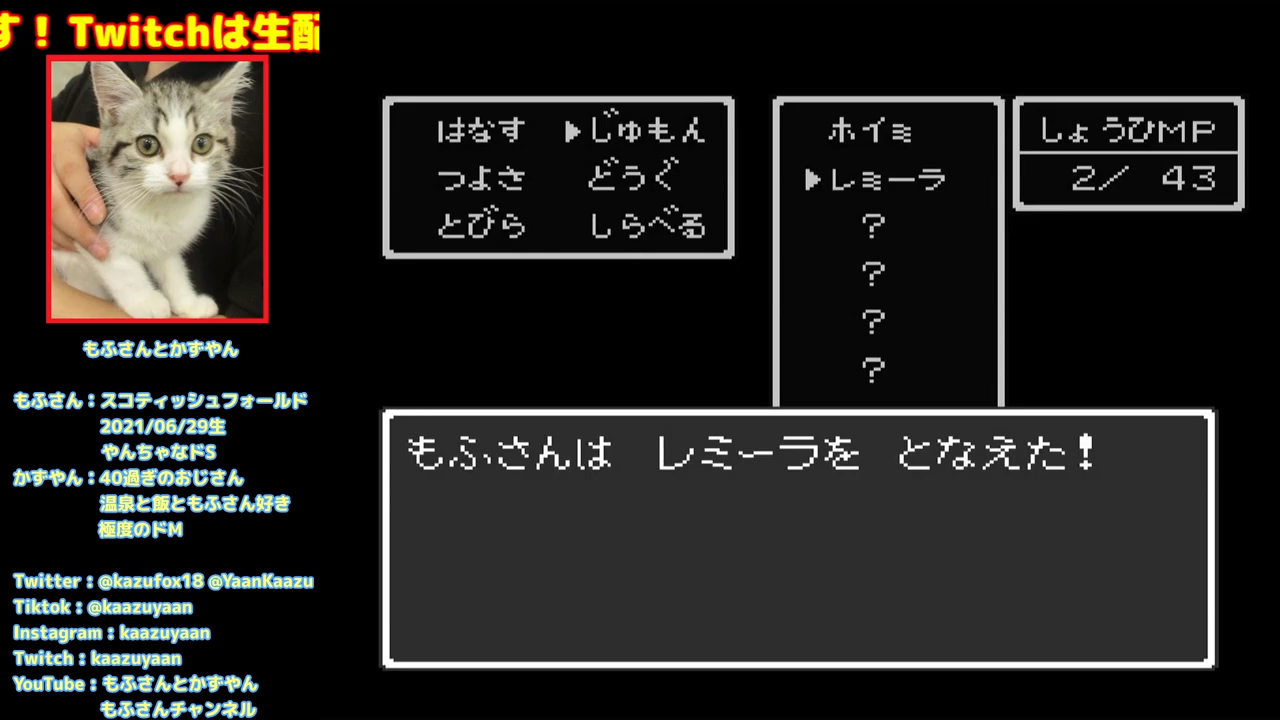 す！Twitchは生配
もふさんとかずやん
もふさん：スコティッシュフォールド
2021/06/29生
やんちゃなドS
かずやん：40過ぎのおじさん
温泉と飯ともふさん好き
極度のドM
Twitter：@kazufox18 @YaanKaazu
Tiktok：@kaazuyaan
Instagram：kaazuyaan
Twitch：kaazuyaan
YouTube：もふさんとかずやん
もふさんチャンネル
はなす ▶じゅもん
つよさ どうぐ
とびら しらべる
ホイミ
▶レミーラ
?
?
?
?
しょうひMP
2/ 43
もふさんは レミーラを となえた！